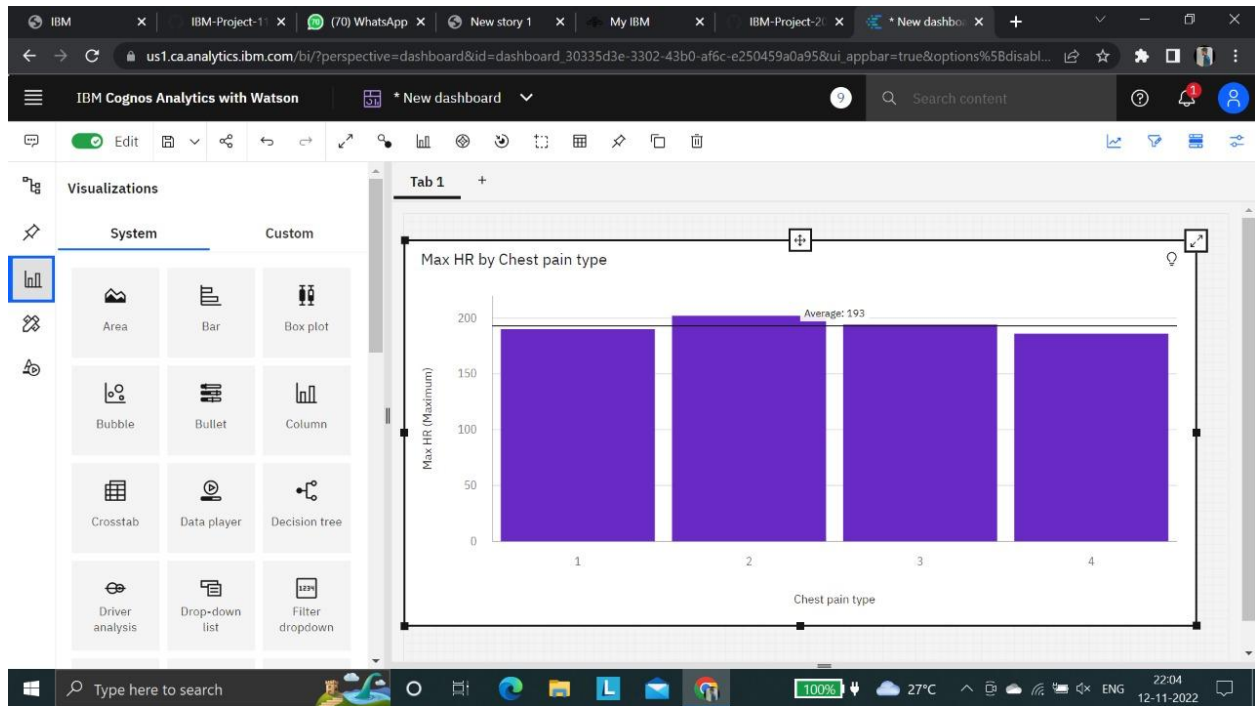 IBM
IBM-Project-11
(70) WhatsApp
New story 1
My IBM
IBM-Project-20
* New dashbo
us1.ca.analytics.ibm.com/bi/?perspective=dashboard&id=dashboard_30335d3e-3302-43b0-af6c-e250459a0a95&ui_appbar=true&options%5Bdisabl...
IBM Cognos Analytics with Watson
* New dashboard
9
Search content
Edit
Visualizations
Tab 1
System
Custom
Area
Bar
Box plot
Bubble
Bullet
Column
Crosstab
Data player
Decision tree
Driver
analysis
Drop-down
list
1234
Filter
dropdown
Max HR by Chest pain type
Average: 193
200
150
100
50
0
Max HR (Maximum)
1
2
3
4
Chest pain type
Type here to search
L
100%
27°C
ENG
22:04
12-11-2022